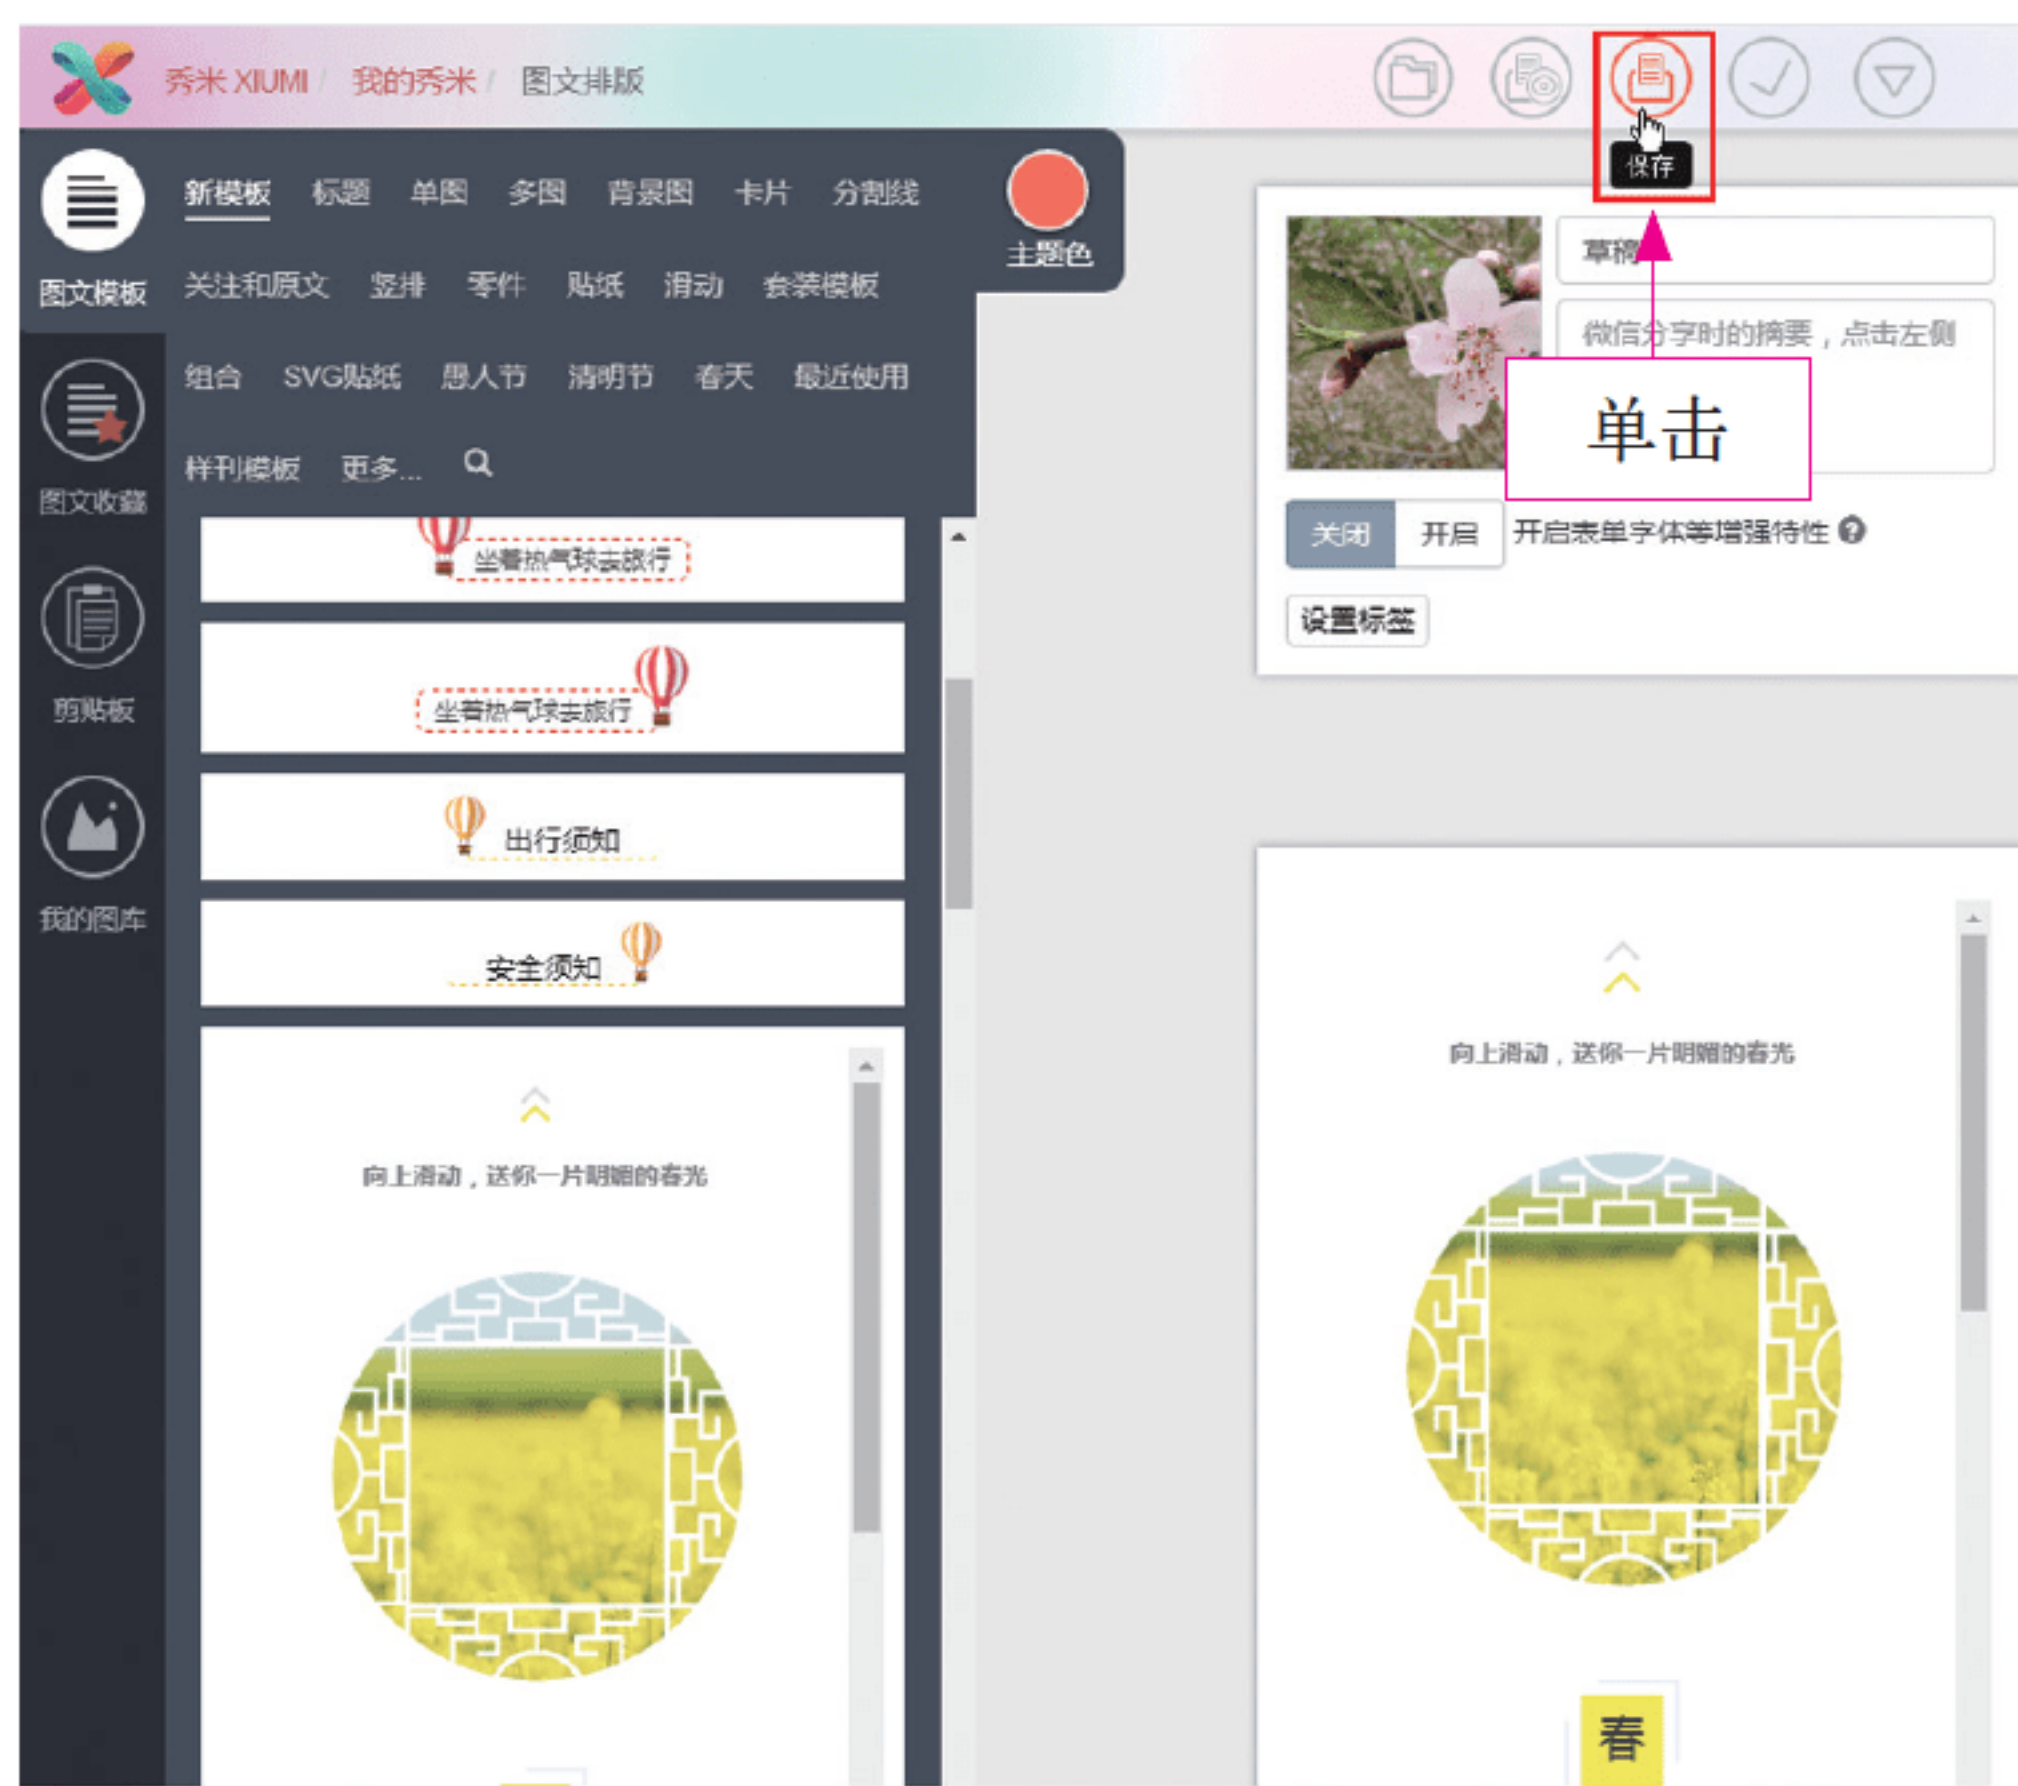 秀米 XIUMI / 我的秀米 / 图文排版
保存
图文模板
图文收藏
剪贴板
我的图库
新模板 标题 单图 多图 背景图 卡片 分割线
关注和原文 竖排 零件 贴纸 滑动 套装模板
组合 SVG贴纸 愚人节 清明节 春天 最近使用
样刊模板 更多...
主题色
坐着热气球去旅行
坐着热气球去旅行
出行须知
安全须知
向上滑动，送你一片明媚的春光
草稿
微信分享时的摘要，点击左侧
单击
关闭 开启 开启表单字体等增强特性
设置标签
向上滑动，送你一片明媚的春光
春